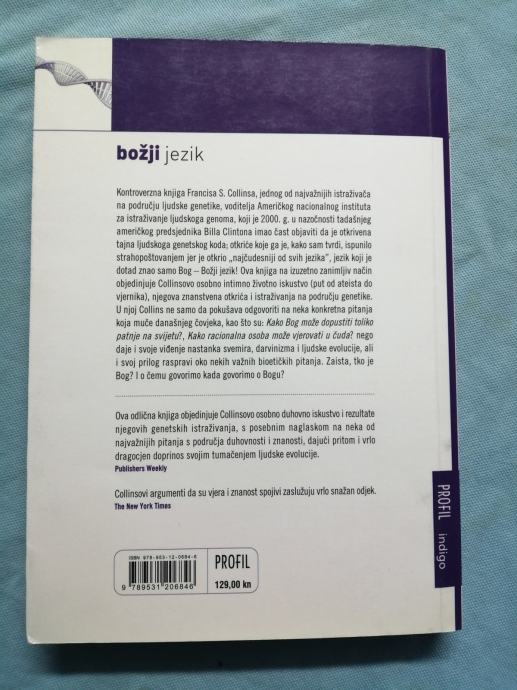 božji jezik
Kontroverzna knjiga Francisa S. Collinsa, jednog od najvažnijih istraživača
na području ljudske genetike, voditelja Američkog nacionalnog instituta
za istraživanje ljudskoga genoma, koji je 2000. g. u nazočnosti tadašnjeg
američkog predsjednika Billa Clintona imao čast objaviti da je otkrivena
tajna ljudskoga genetskog koda; otkriće koje ga je, kako sam tvrdi, ispunilo
strahopoštovanjem jer je otkrio „najčudesniji od svih jezika", jezik koji je
dotad znao samo Bog – Božji jezik! Ova knjiga na izuzetno zanimljiv način
objedinjuje Collinsovo osobno intimno životno iskustvo (put od ateista do
vjernika), njegova znanstvena otkrića i istraživanja na području genetike.
U njoj Collins ne samo da pokušava odgovoriti na neka konkretna pitanja
koja muče današnjeg čovjeka, kao što su: Kako Bog može dopustiti toliko
patnje na svijetu?, Kako racionalna osoba može vjerovati u čuda? nego
daje i svoje viđenje nastanka svemira, darvinizma i ljudske evolucije, ali
i svoj prilog raspravi oko nekih važnih bioetičkih pitanja. Zaista, tko je
Bog? I o čemu govorimo kada govorimo o Bogu?
Ova odlična knjiga objedinjuje Collinsovo osobno duhovno iskustvo i rezultate
njegovih genetskih istraživanja, s posebnim naglaskom na neka od
najvažnijih pitanja s područja duhovnosti i znanosti, dajući pritom i vrlo
dragocjen doprinos svojim tumačenjem ljudske evolucije.
Publishers Weekly
Collinsovi argumenti da su vjera i znanost spojivi zaslužuju vrlo snažan odjek.
The New York Times
PROFIL indigo
ISBN 978-953-12-0684-6
9 789531 206846
PROFIL
129,00 kn